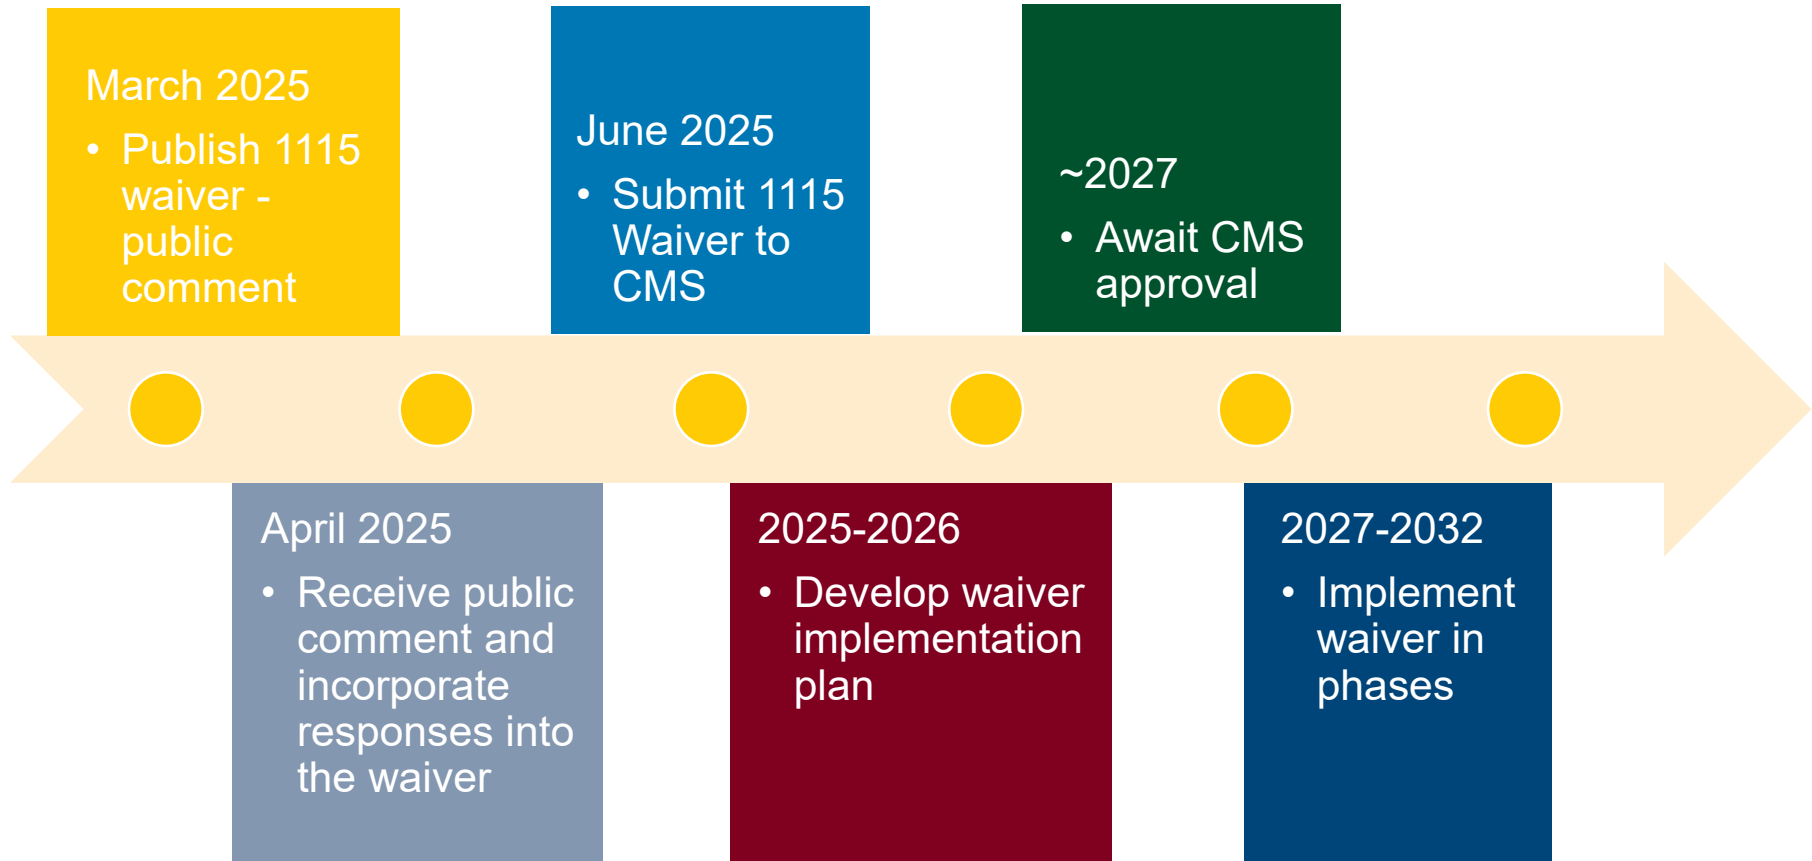 March 2025
• Publish 1115
waiver -
public
comment
April 2025
• Receive public
comment and
incorporate
responses into
the waiver
June 2025
• Submit 1115
Waiver to
CMS
2025-2026
• Develop waiver
implementation
plan
~2027
• Await CMS
approval
2027-2032
• Implement
waiver in
phases